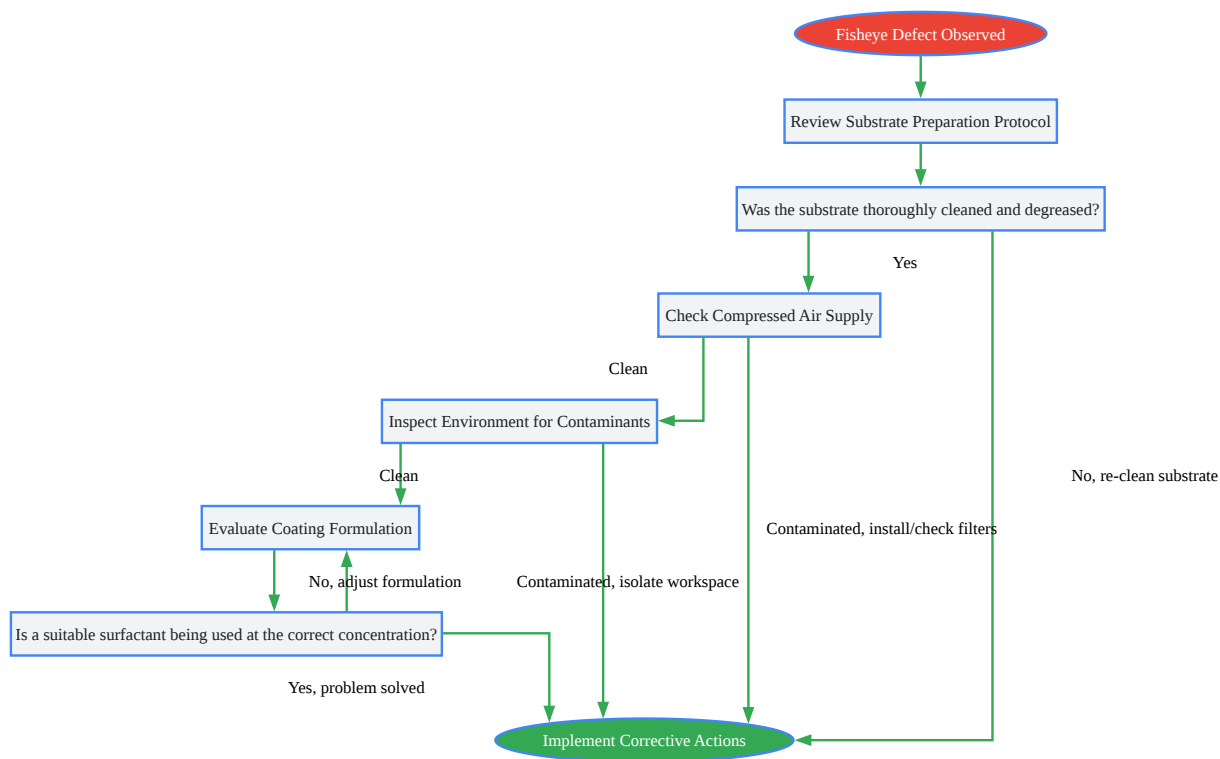 Fisheye Defect Observed
Review Substrate Preparation Protocol
Was the substrate thoroughly cleaned and degreased?
Yes
Check Compressed Air Supply
Clean
Inspect Environment for Contaminants
Clean
No, re-clean substrate
Evaluate Coating Formulation
Contaminated, install/check filters
No, adjust formulation
Contaminated, isolate workspace
Is a suitable surfactant being used at the correct concentration?
Yes, problem solved
Implement Corrective Actions